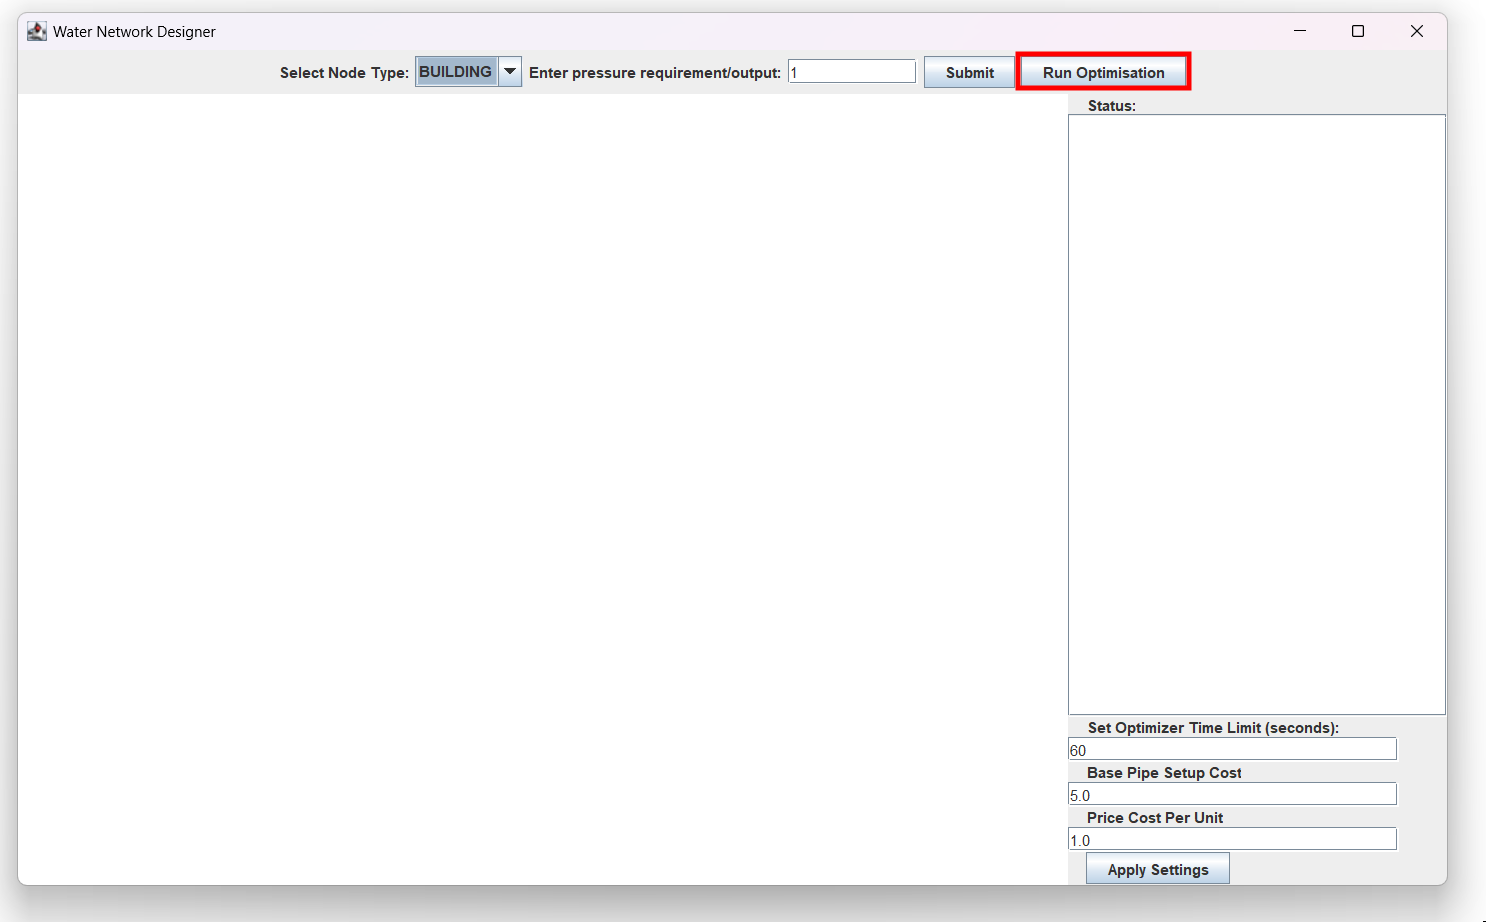 Water Network Designer
Select Node Type: BUILDING Enter pressure requirement/output: 1 Submit Run Optimisation
Status:
Set Optimizer Time Limit (seconds):
60
Base Pipe Setup Cost
5.0
Price Cost Per Unit
1.0
Apply Settings